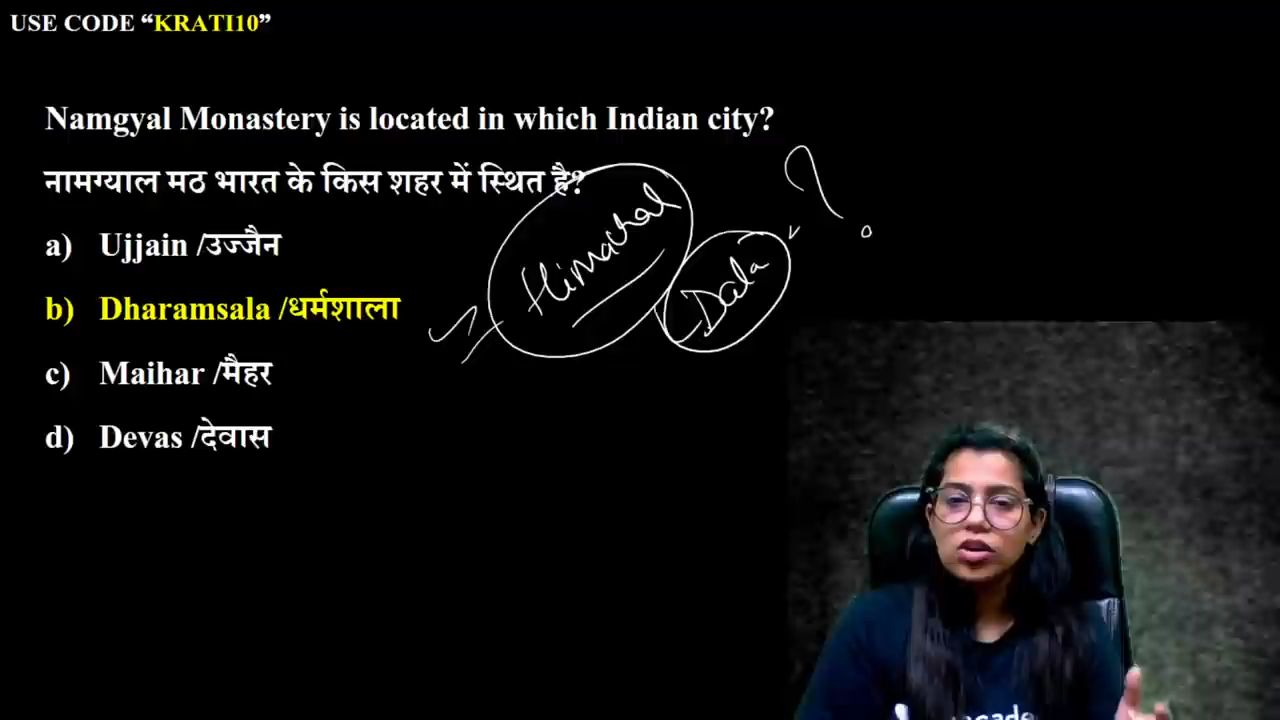 USE CODE “KRATI10”
Namgyal Monastery is located in which Indian city?
नामग्याल मठ भारत के किस शहर में स्थित है?
a) Ujjain /उज्जैन
b) Dharamsala /धर्मशाला
c) Maihar /मैहर
d) Devas /देवास
Himachal
Dala
?